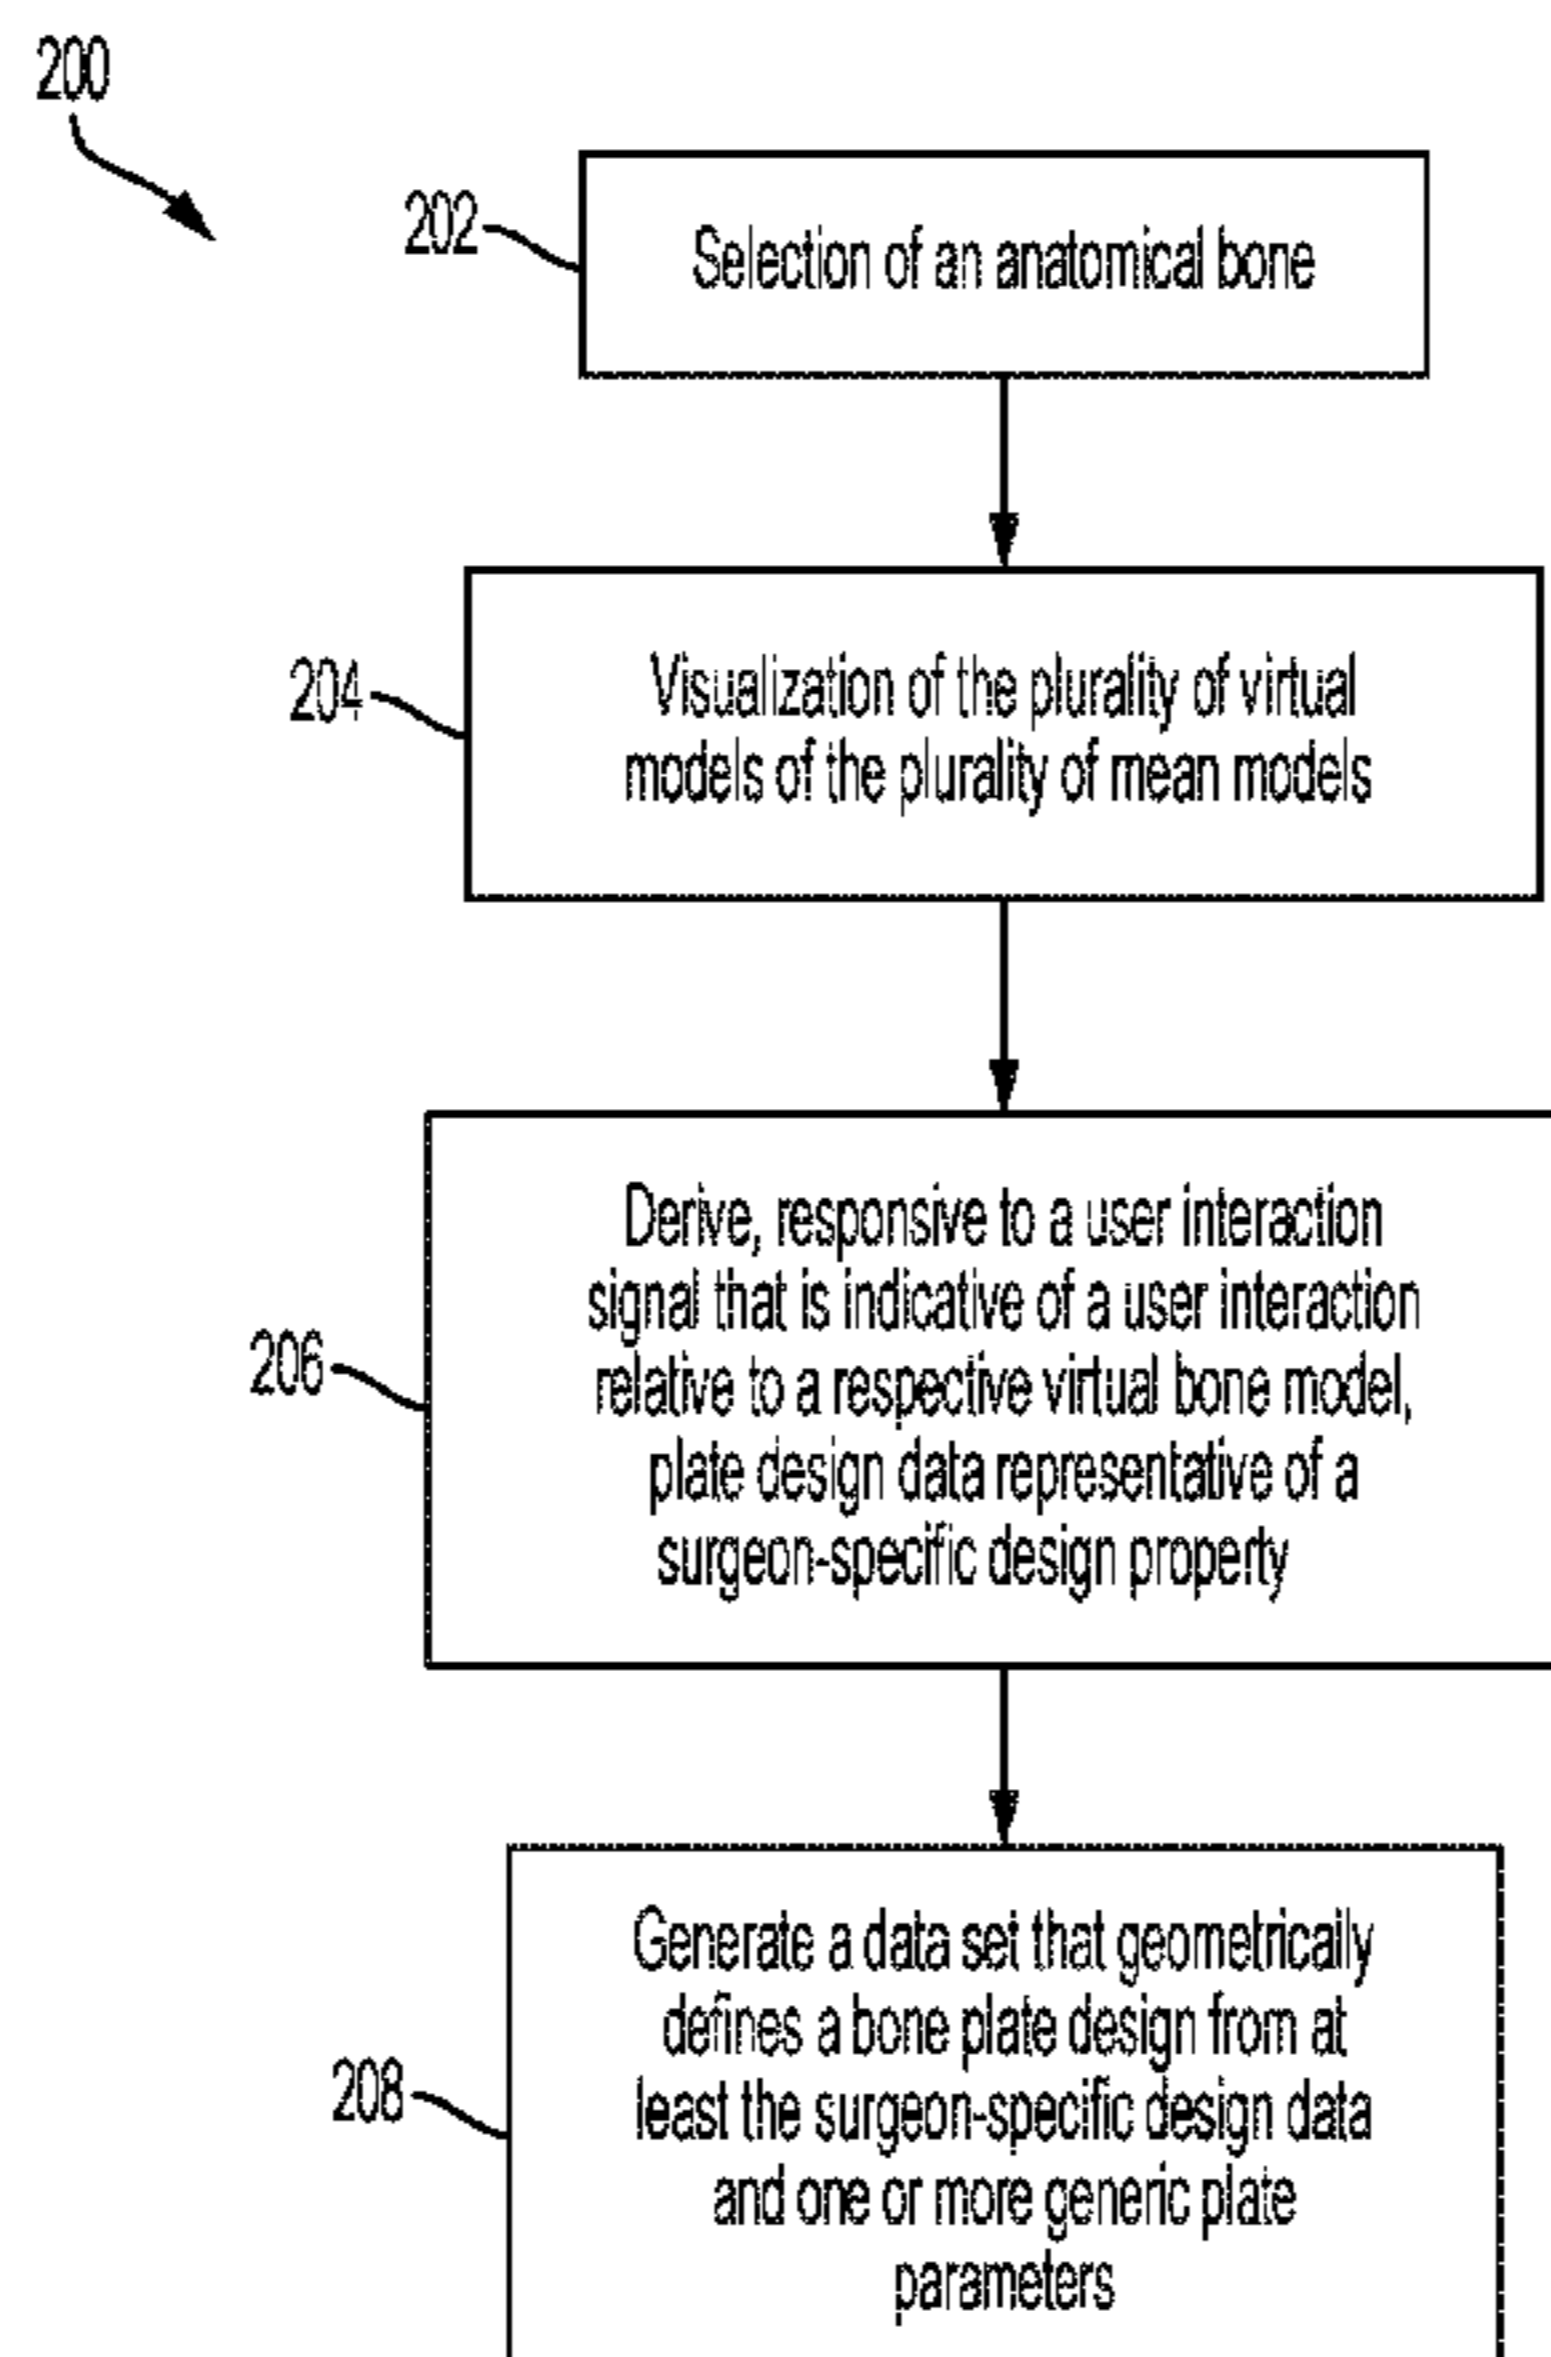 200
202
Selection of an anatomical bone
204
Visualization of the plurality of virtual
models of the plurality of mean models
206
Derive, responsive to a user interaction
signal that is indicative of a user interaction
relative to a respective virtual bone model,
plate design data representative of a
surgeon-specific design property
208
Generate a data set that geometrically
defines a bone plate design from at
least the surgeon-specific design data
and one or more generic plate
parameters